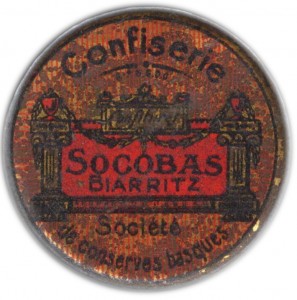 Confiserie
SOCOBAS
BIARRITZ
Société
de conserves basques